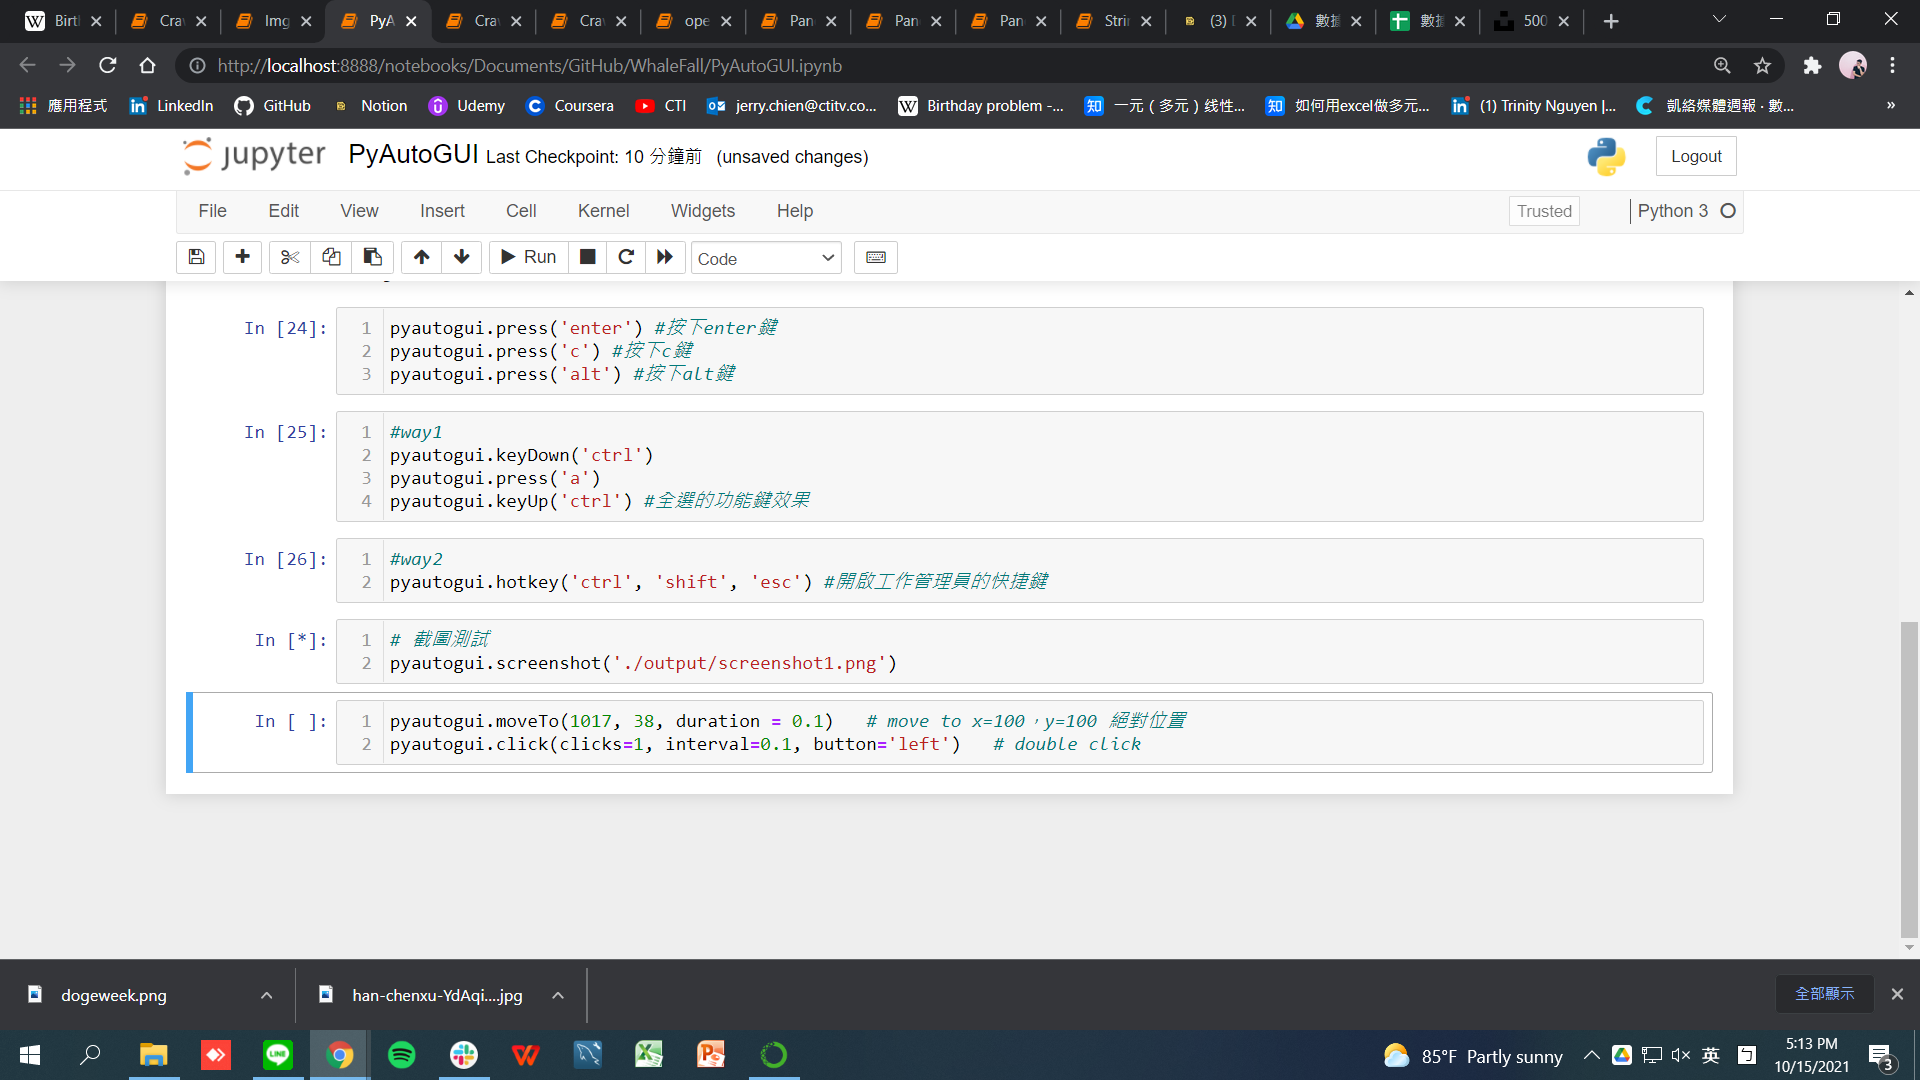 Birt
Cra
Img
PyA
Cra
Cra
ope
Pan
Pan
Pan
Strin
(3)
數據
數據
500
http://localhost:8888/notebooks/Documents/GitHub/WhaleFall/PyAutoGUI.ipynb
應用程式 LinkedIn GitHub Notion Udemy Coursera CTI jerry.chien@ctitv.co... Birthday problem -... 一元（多元）线性... 如何用excel做多元... (1) Trinity Nguyen |... 凱絡媒體週報 · 數... »
jupyter PyAutoGUI Last Checkpoint: 10 分鐘前 (unsaved changes) Logout
File Edit View Insert Cell Kernel Widgets Help Trusted Python 3
Run Code
In [24]:
1 pyautogui.press('enter') #按下enter鍵
2 pyautogui.press('c') #按下c鍵
3 pyautogui.press('alt') #按下alt鍵
In [25]:
1 #way1
2 pyautogui.keyDown('ctrl')
3 pyautogui.press('a')
4 pyautogui.keyUp('ctrl') #全選的功能鍵效果
In [26]:
1 #way2
2 pyautogui.hotkey('ctrl', 'shift', 'esc') #開啟工作管理員的快捷鍵
In [*]:
1 # 截圖測試
2 pyautogui.screenshot('./output/screenshot1.png')
In [ ]:
1 pyautogui.moveTo(1017, 38, duration = 0.1) # move to x=100，y=100 絕對位置
2 pyautogui.click(clicks=1, interval=0.1, button='left') # double click
dogeweek.png han-chenxu-YdAqi....jpg 全部顯示
85°F Partly sunny 英 5:13 PM
10/15/2021 3